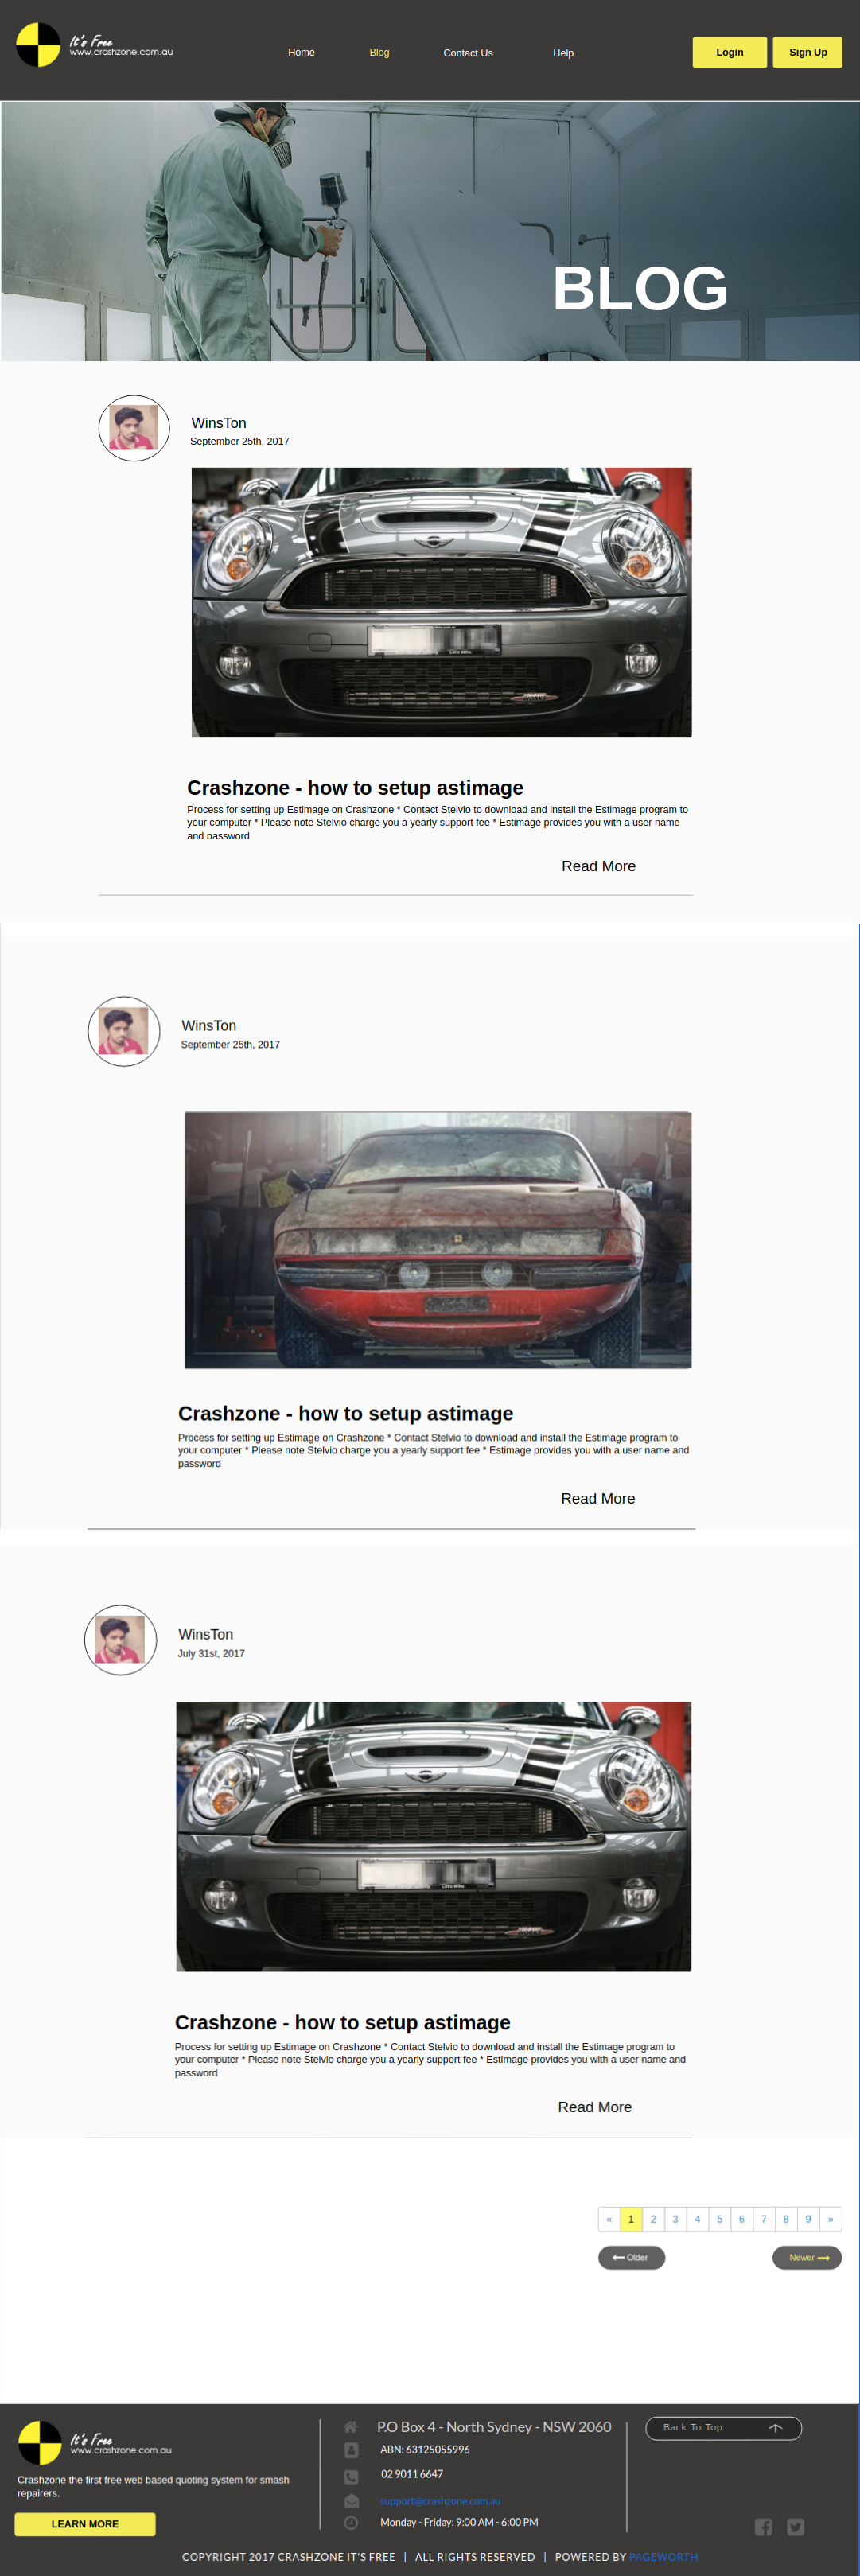 It's Free
www.crashzone.com.au
Home
Blog
Contact Us
Help
Login
Sign Up
BLOG
WinsTon
September 25th, 2017
Crashzone - how to setup astimage
Process for setting up Estimage on Crashzone * Contact Stelvio to download and install the Estimage program to
your computer * Please note Stelvio charge you a yearly support fee * Estimage provides you with a user name
and password
Read More
WinsTon
September 25th, 2017
Crashzone - how to setup astimage
Process for setting up Estimage on Crashzone * Contact Stelvio to download and install the Estimage program to
your computer * Please note Stelvio charge you a yearly support fee * Estimage provides you with a user name and
password
Read More
WinsTon
July 31st, 2017
Crashzone - how to setup astimage
Process for setting up Estimage on Crashzone * Contact Stelvio to download and install the Estimage program to
your computer * Please note Stelvio charge you a yearly support fee * Estimage provides you with a user name and
password
Read More
« 1 2 3 4 5 6 7 8 9 »
Older
Newer
It's Free
www.crashzone.com.au
Crashzone the first free web based quoting system for smash
repairers.
LEARN MORE
P.O Box 4 - North Sydney - NSW 2060
ABN: 63125055996
02 9011 6647
support@crashzone.com.au
Monday - Friday: 9:00 AM - 6:00 PM
Back To Top
COPYRIGHT 2017 CRASHZONE IT'S FREE | ALL RIGHTS RESERVED | POWERED BY PAGEWORTH